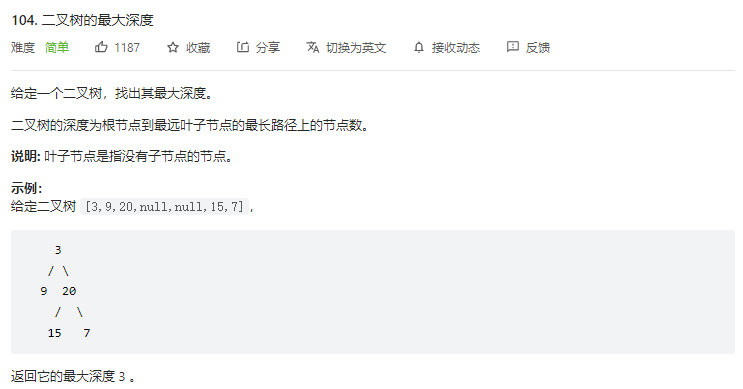 104. 二叉树的最大深度
难度 简单 1187 收藏 分享 切换为英文 接收动态 反馈
给定一个二叉树，找出其最大深度。
二叉树的深度为根节点到最远叶子节点的最长路径上的节点数。
说明: 叶子节点是指没有子节点的节点。
示例：
给定二叉树 [3,9,20,null,null,15,7]，
3
/ \
9 20
/ \
15 7
返回它的最大深度 3 。